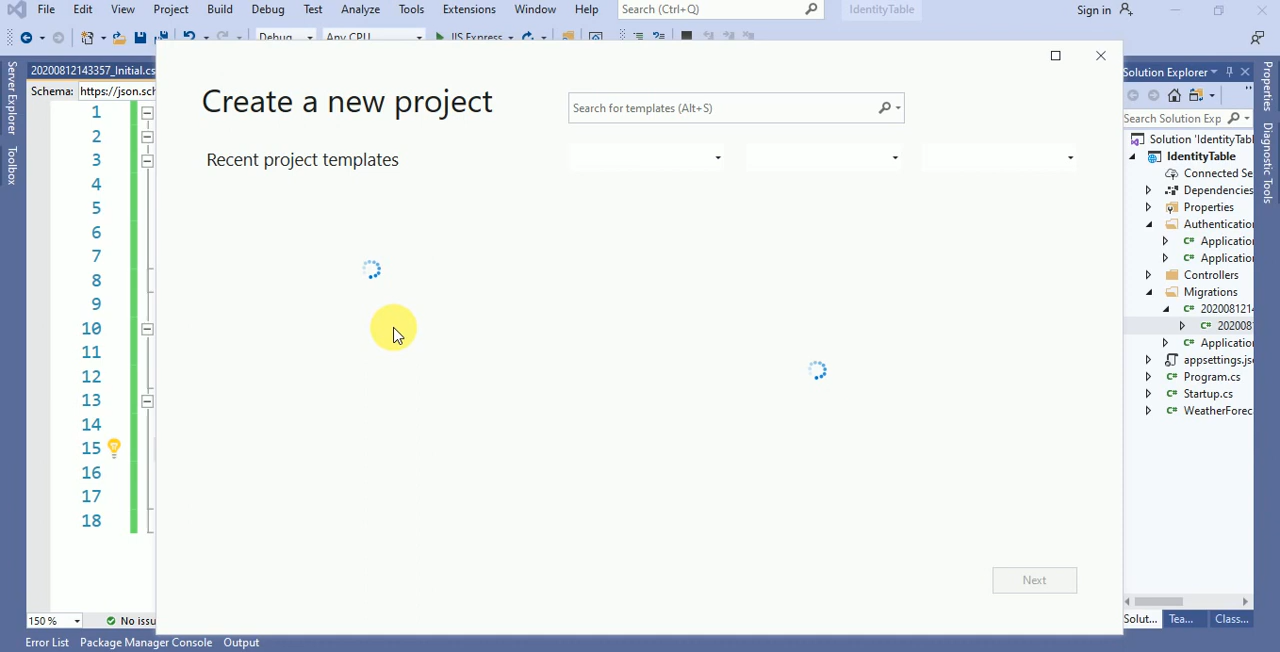 File Edit View Project Build Debug Test Analyze Tools Extensions Window Help Search (Ctrl+Q) IdentityTable Sign in
Debug Any CPU IIS Express
Server Explorer
Toolbox
20200812143357_Initial.cs
Schema: https://json.sch
1
2
3
4
5
6
7
8
9
10
11
12
13
14
15
16
17
18
150 % No issu
Create a new project
Search for templates (Alt+S)
Recent project templates
Next
Solution Explorer
Search Solution Exp
Solution 'IdentityTabl
IdentityTable
Connected Se
Dependencies
Properties
Authentication
Applicatio
Applicatio
Controllers
Migrations
202008121
202008
Applicatio
appsettings.js
Program.cs
Startup.cs
WeatherForec
Solut... Tea... Class...
Properties
Diagnostic Tools
Error List Package Manager Console Output